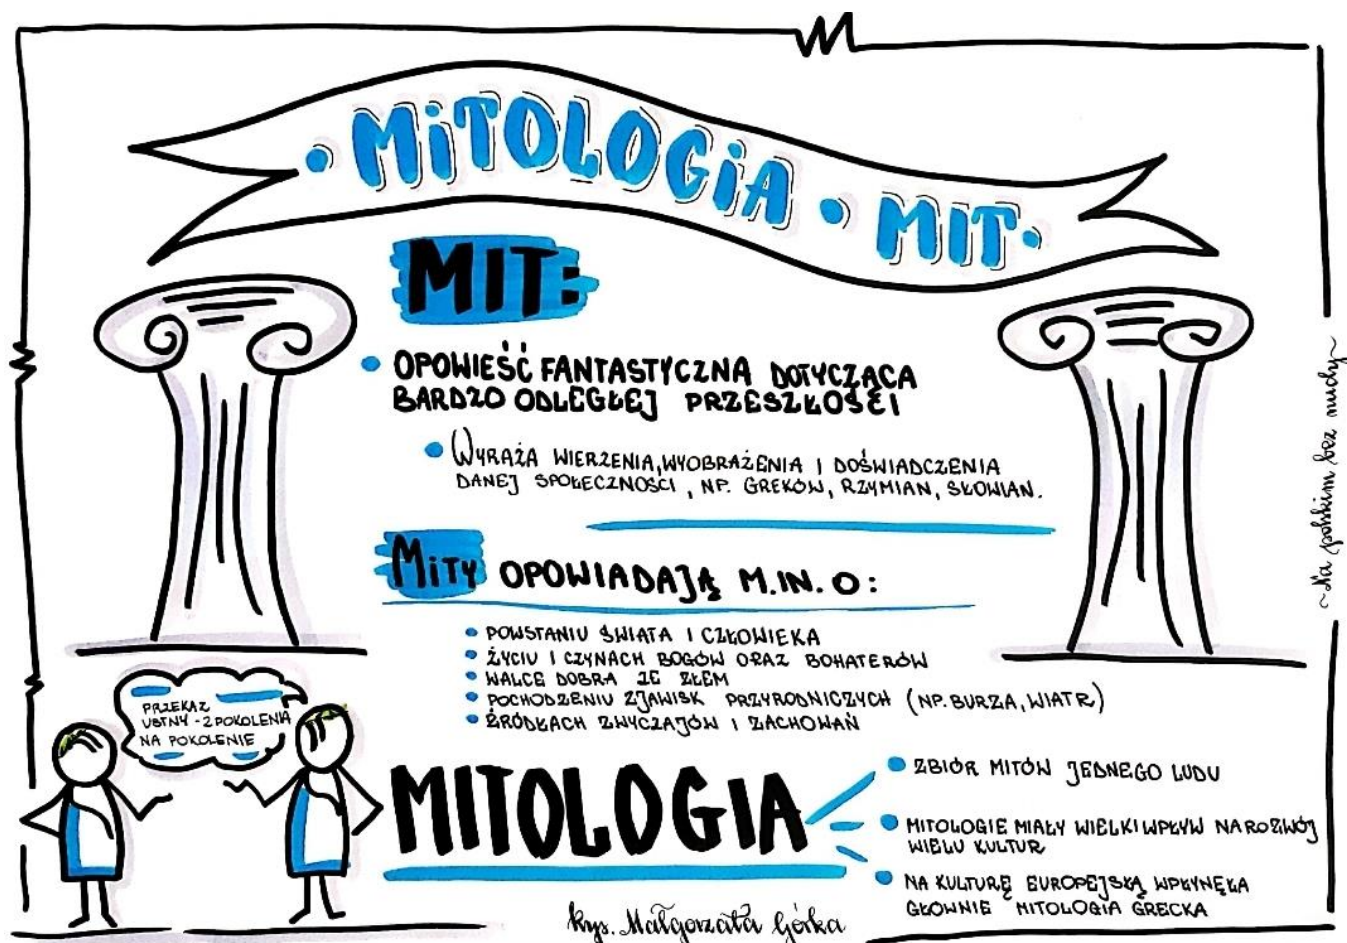 • MiTOLOGiA • MIT •
MIT:
• OPOWIEŚĆ FANTASTYCZNA DOTYCZĄCA
BARDZO ODLEGŁEJ PRZESZŁOŚCI
• WYRAŻA WIERZENIA, WYOBRAŻENIA I DOŚWIADCZENIA
DANEJ SPOŁECZNOŚCI, NP. GREKÓW, RZYMIAN, SŁOWIAN.
MiTY OPOWIADAJĄ M.IN. O:
• POWSTANIU ŚWIATA I CZŁOWIEKA
• ŻYCIU I CZYNACH BOGÓW ORAZ BOHATERÓW
• WALCE DOBRA ZE ZŁEM
• POCHODZENIU ZJAWISK PRZYRODNICZYCH (NP. BURZA, WIATR)
• ŹRÓDŁACH ZWYCZAJÓW I ZACHOWAŃ
PRZEKAZ
USTNY - Z POKOLENIA
NA POKOLENIE
MITOLOGIA
• ZBIÓR MITÓW JEDNEGO LUDU
• MITOLOGIE MIAŁY WIELKI WPŁYW NA ROZWÓJ
WIELU KULTUR
• NA KULTURĘ EUROPEJSKĄ WPŁYNĘŁA
GŁOWNIE MITOLOGIA GRECKA
Rys. Małgorzata Górka
~Na polskim bez nudy~